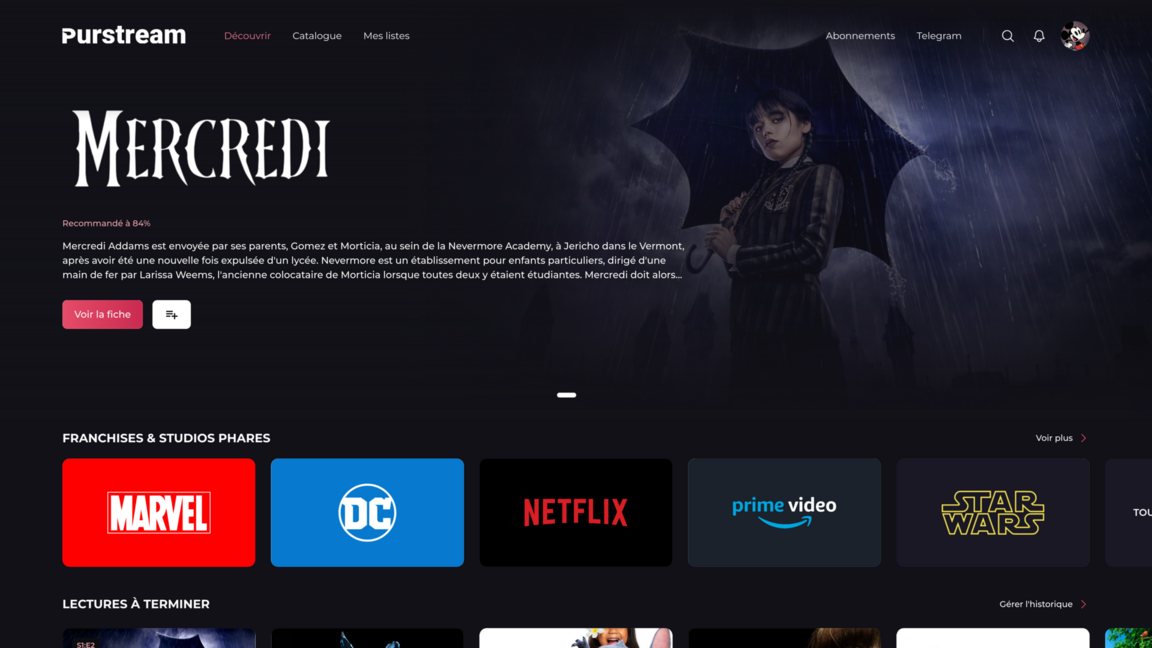 Purstream
Découvrir
Catalogue
Mes listes
Abonnements
Telegram
MERCREDI
Recommandé à 84%
Mercredi Addams est envoyée par ses parents, Gomez et Morticia, au sein de la Nevermore Academy, à Jericho dans le Vermont,
après avoir été une nouvelle fois expulsée d'un lycée. Nevermore est un établissement pour enfants particuliers, dirigé d'une
main de fer par Larissa Weems, l'ancienne colocataire de Morticia lorsque toutes deux y étaient étudiantes. Mercredi doit alors...
Voir la fiche
FRANCHISES & STUDIOS PHARES
Voir plus
MARVEL
DC
NETFLIX
prime video
STAR
WARS
TOU
LECTURES À TERMINER
Gérer l'historique
S1:E2